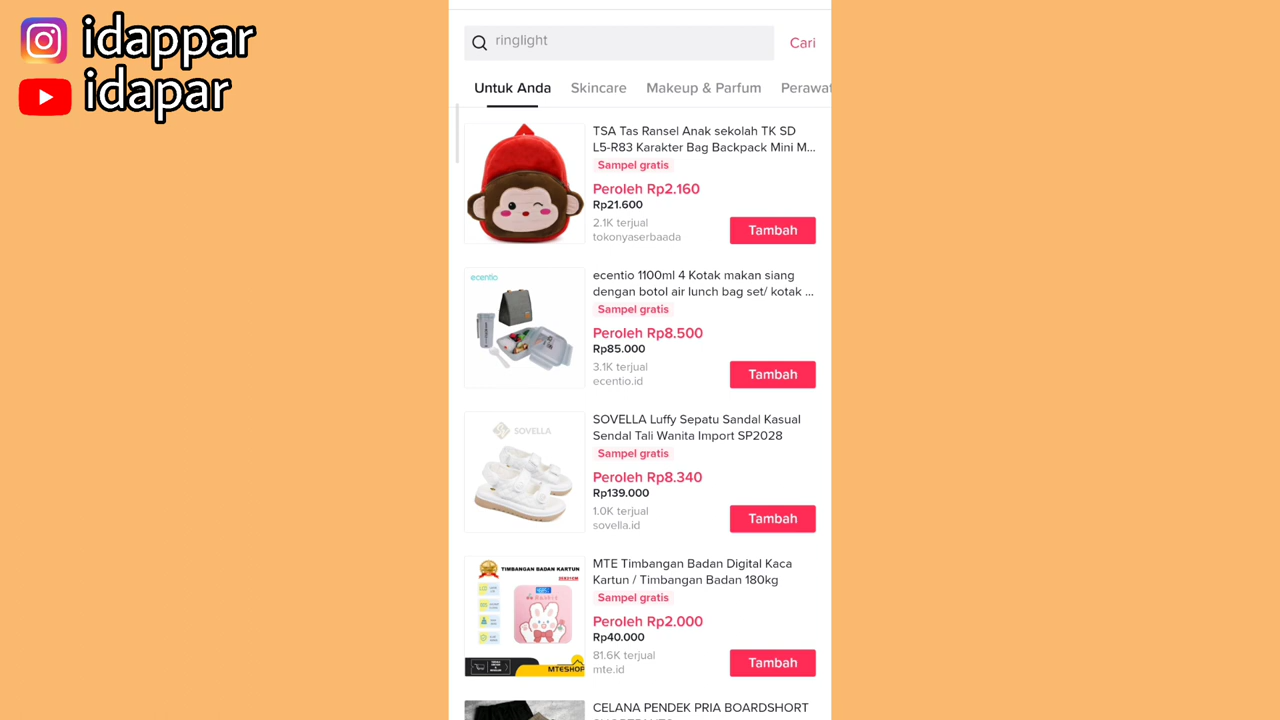 idappar
idapar
ringlight
Cari
Untuk Anda
Skincare
Makeup & Parfum
Perawat
TSA Tas Ransel Anak sekolah TK SD
L5-R83 Karakter Bag Backpack Mini M...
Sampel gratis
Peroleh Rp2.160
Rp21.600
2.1K terjual
tokonyaserbaada
Tambah
ecentio
ecentio 1100ml 4 Kotak makan siang
dengan botol air lunch bag set/ kotak ...
Sampel gratis
Peroleh Rp8.500
Rp85.000
3.1K terjual
ecentio.id
Tambah
SOVELLA
SOVELLA Luffy Sepatu Sandal Kasual
Sendal Tali Wanita Import SP2028
Sampel gratis
Peroleh Rp8.340
Rp139.000
1.0K terjual
sovella.id
Tambah
TIMBANGAN BADAN KARTUN
MTESHOP
MTE Timbangan Badan Digital Kaca
Kartun / Timbangan Badan 180kg
Sampel gratis
Peroleh Rp2.000
Rp40.000
81.6K terjual
mte.id
Tambah
CELANA PENDEK PRIA BOARDSHORT